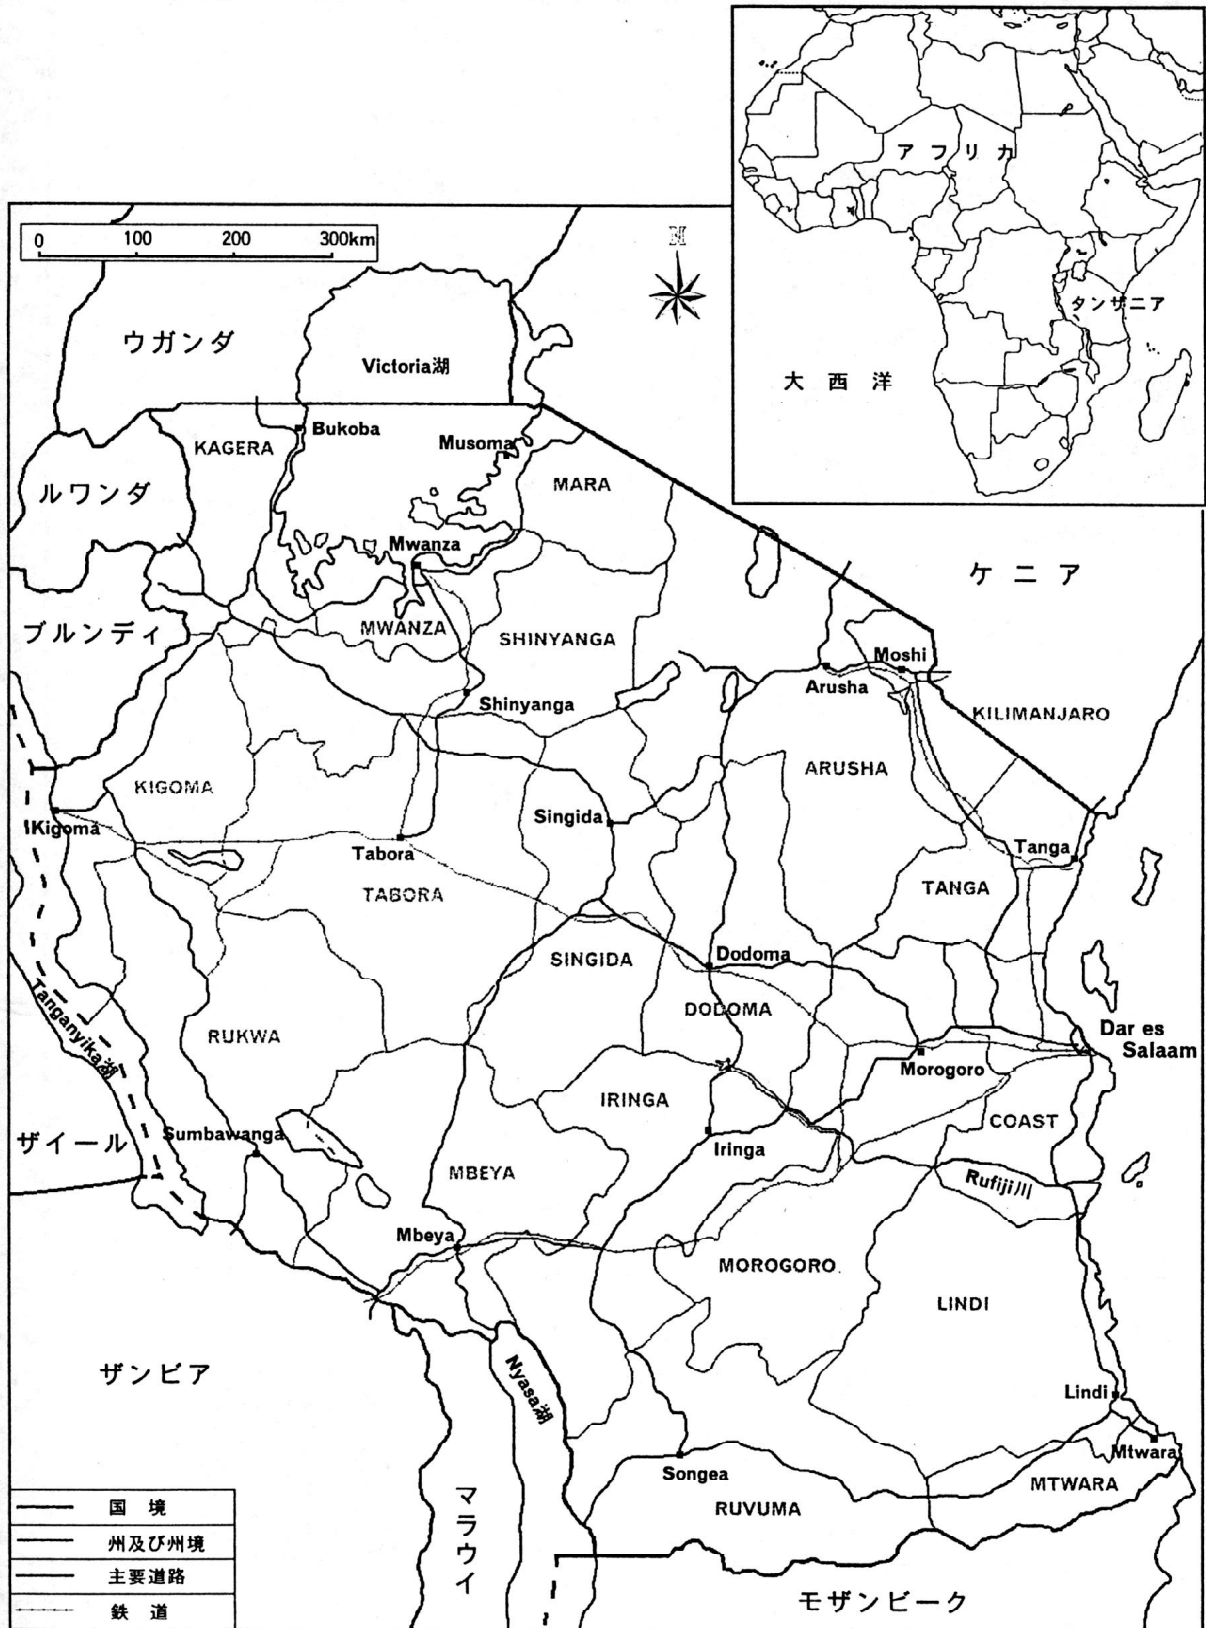 アフリカ
タンザニア
大西洋
0 100 200 300km
N
ウガンダ
Victoria湖
KAGERA
Bukoba
Musoma
MARA
ルワンダ
Mwanza
ケニア
ブルンディ
MWANZA
SHINYANGA
Moshi
Arusha
Shinyanga
KILIMANJARO
ARUSHA
KIGOMA
Kigoma
Singida
Tabora
Tanga
TABORA
TANGA
SINGIDA
Dodoma
DODOMA
Tanganyika湖
RUKWA
Dar es
Salaam
Morogoro
IRINGA
COAST
ザイール
Sumbawanga
Iringa
MBEYA
Rufiji川
Mbeya
MOROGORO
LINDI
ザンビア
Nyasa湖
Lindi
Mtwara
Songea
MTWARA
RUVUMA
マラウイ
モザンビーク
国境
州及び州境
主要道路
鉄道